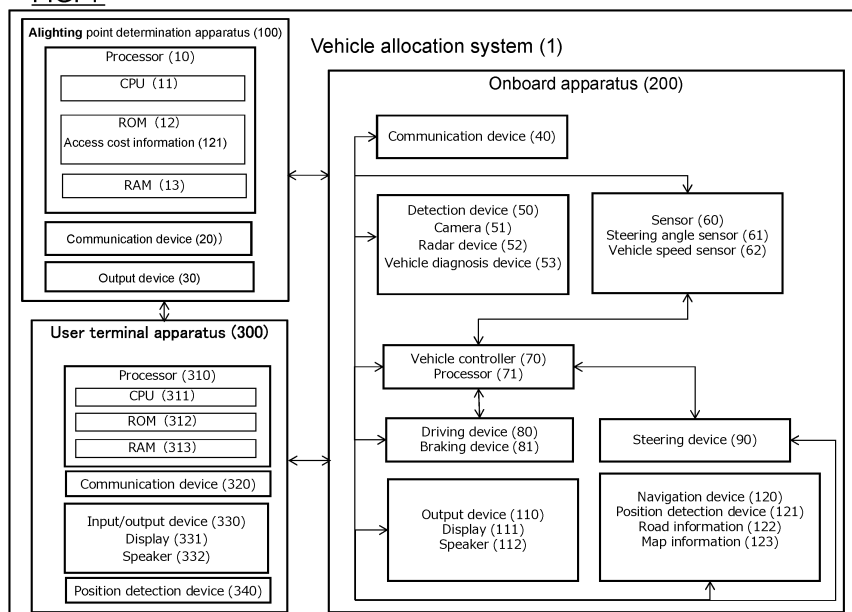 Alighting point determination apparatus (100)
Processor (10)
CPU (11)
ROM (12)
Access cost information (121)
RAM (13)
Communication device (20))
Output device (30)
User terminal apparatus (300)
Processor (310)
CPU (311)
ROM (312)
RAM (313)
Communication device (320)
Input/output device (330)
Display (331)
Speaker (332)
Position detection device (340)
Vehicle allocation system (1)
Onboard apparatus (200)
Communication device (40)
Detection device (50)
Camera (51)
Radar device (52)
Vehicle diagnosis device (53)
Sensor (60)
Steering angle sensor (61)
Vehicle speed sensor (62)
Vehicle controller (70)
Processor (71)
Driving device (80)
Braking device (81)
Steering device (90)
Output device (110)
Display (111)
Speaker (112)
Navigation device (120)
Position detection device (121)
Road information (122)
Map information (123)